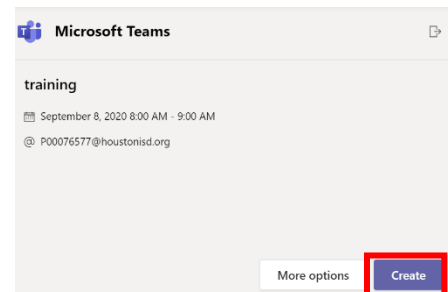 Microsoft Teams
training
September 8, 2020 8:00 AM - 9:00 AM
@ P00076577@houstonisd.org
More options Create